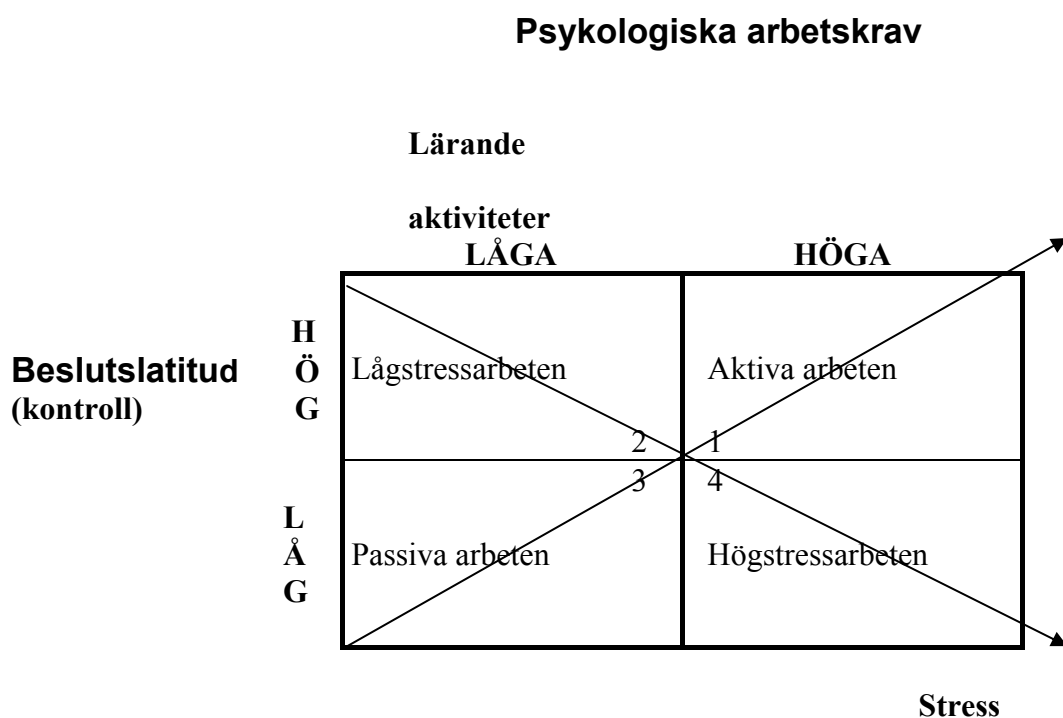 Psykologiska arbetskrav
Lärande
aktiviteter
LÅGA HÖGA
H
Ö
G
Beslutslatitud
(kontroll)
Lågstressarbeten Aktiva arbeten
2 1
3 4
L
Å
G
Passiva arbeten Högstressarbeten
Stress